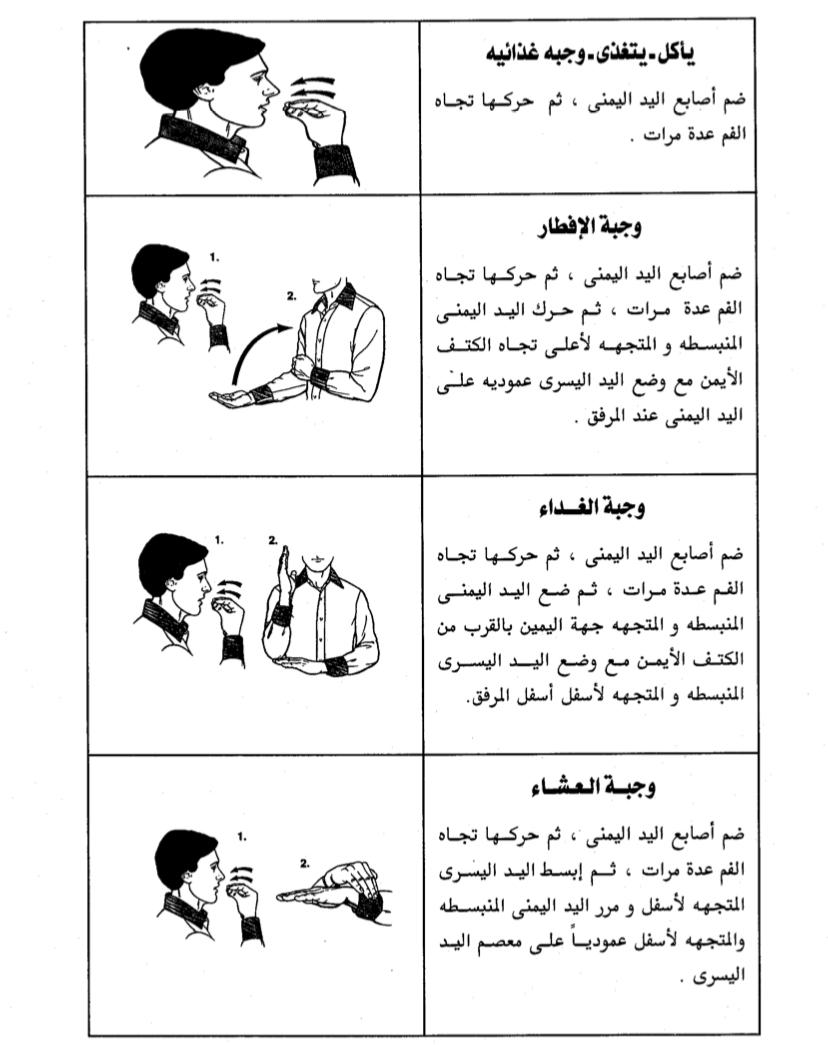 يأكل ـ يتغذى ـ وجبه غذائيه
ضم أصابع اليد اليمنى ، ثم حركها تجاه
الفم عدة مرات .
وجبة الإفطار
1.
2.
ضم أصابع اليد اليمنى ، ثم حركها تجاه
الفم عدة مرات ، ثم حرك اليد اليمنى
المنبسطه و المتجهه لأعلى تجاه الكتف
الأيمن مع وضع اليد اليسرى عموديه على
اليد اليمنى عند المرفق .
وجبة الغداء
1.
2.
ضم أصابع اليد اليمنى ، ثم حركها تجاه
الفم عدة مرات ، ثم ضع اليد اليمنى
المنبسطه و المتجهه جهة اليمين بالقرب من
الكتف الأيمن مع وضع اليد اليسرى
المنبسطه و المتجهه لأسفل أسفل المرفق.
وجبة العشاء
1.
2.
ضم أصابع اليد اليمنى ، ثم حركها تجاه
الفم عدة مرات ، ثم إبسط اليد اليسرى
المتجهه لأسفل و مرر اليد اليمنى المنبسطه
والمتجهه لأسفل عمودياً على معصم اليد
اليسرى .